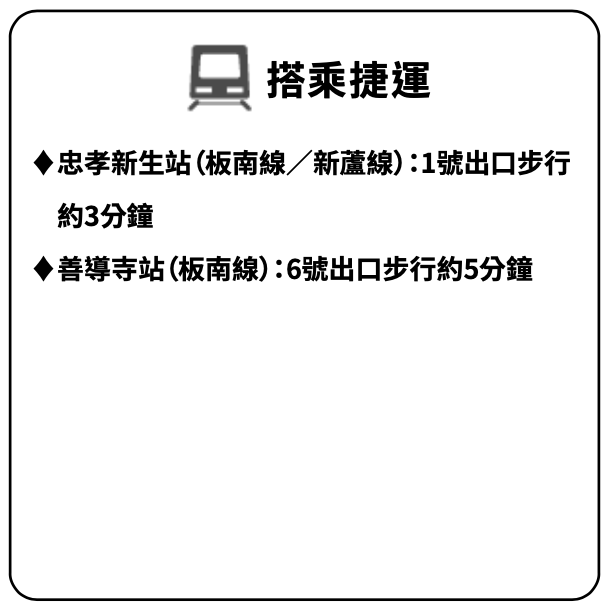 搭乘捷運
♦忠孝新生站（板南線／新蘆線）：1號出口步行
約3分鐘
♦善導寺站（板南線）：6號出口步行約5分鐘